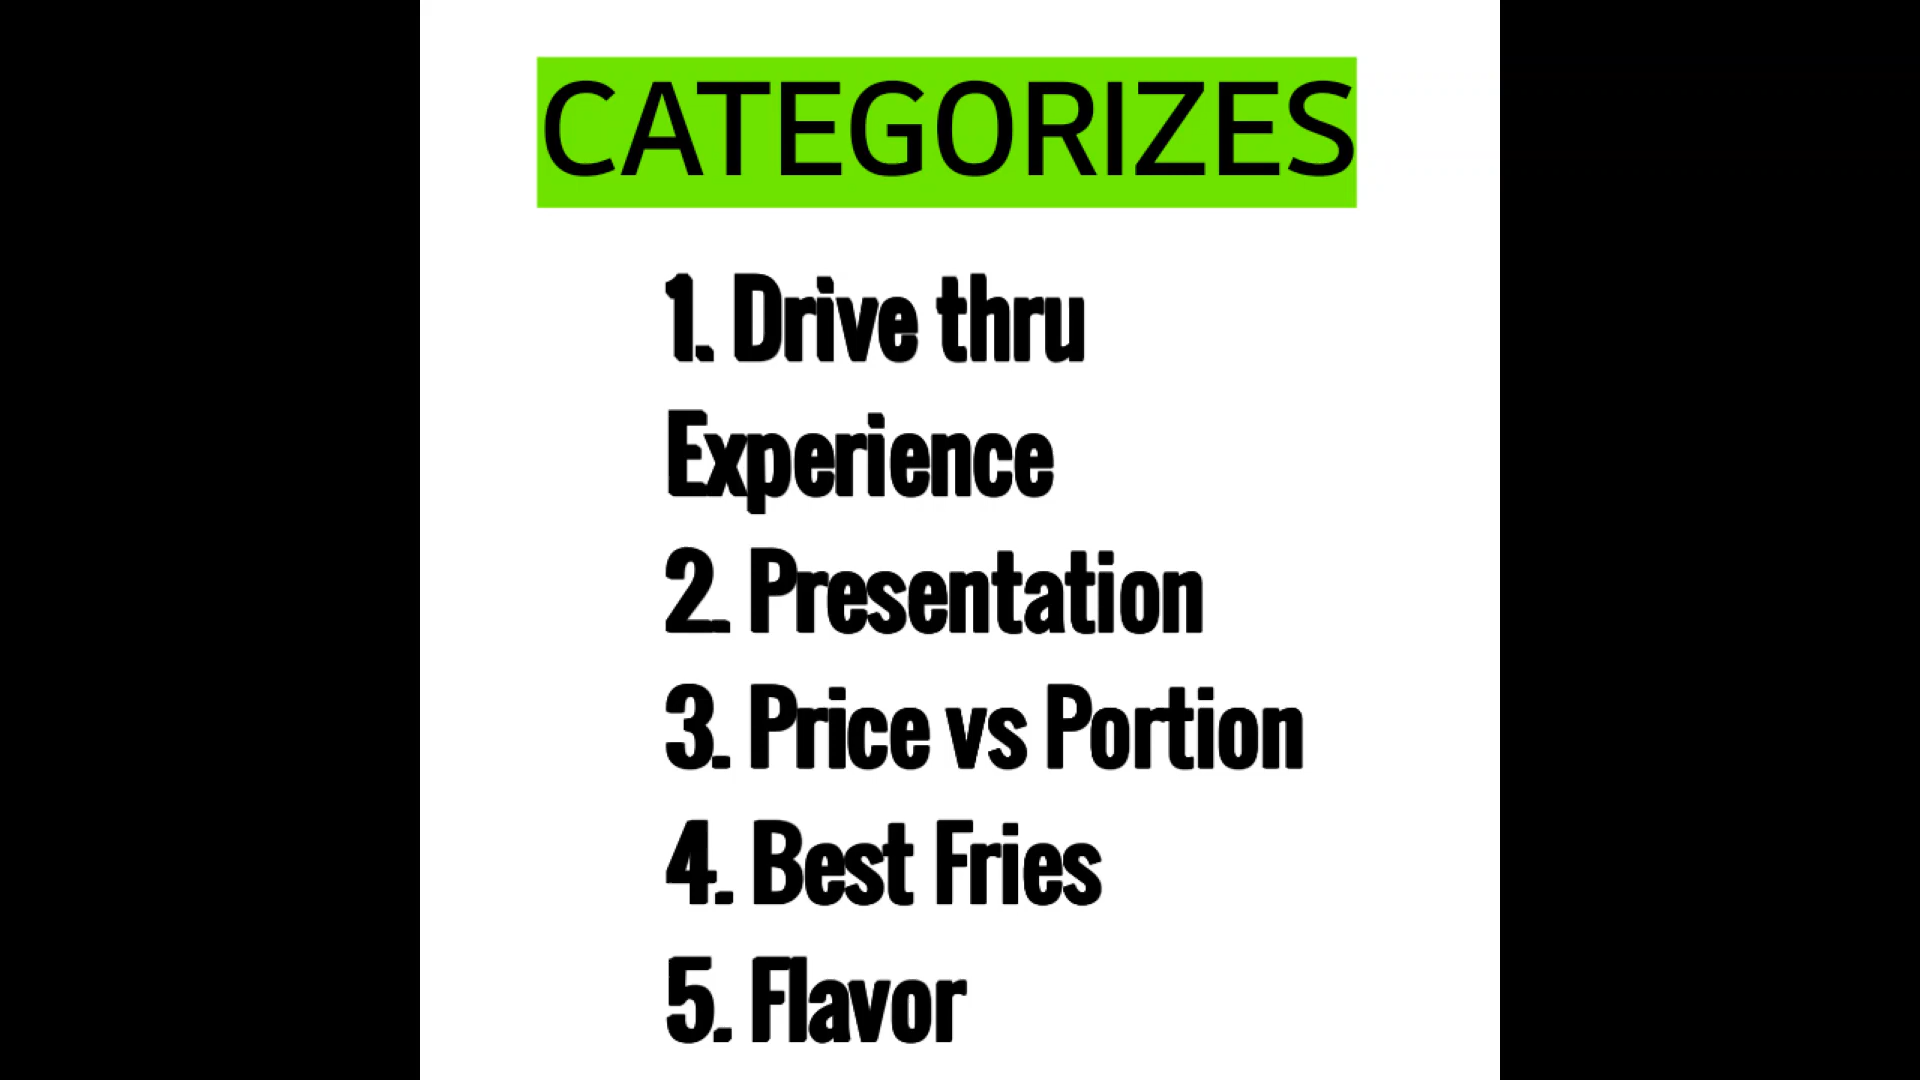 CATEGORIZES
1. Drive thru
Experience
2. Presentation
3. Price vs Portion
4. Best Fries
5. Flavor